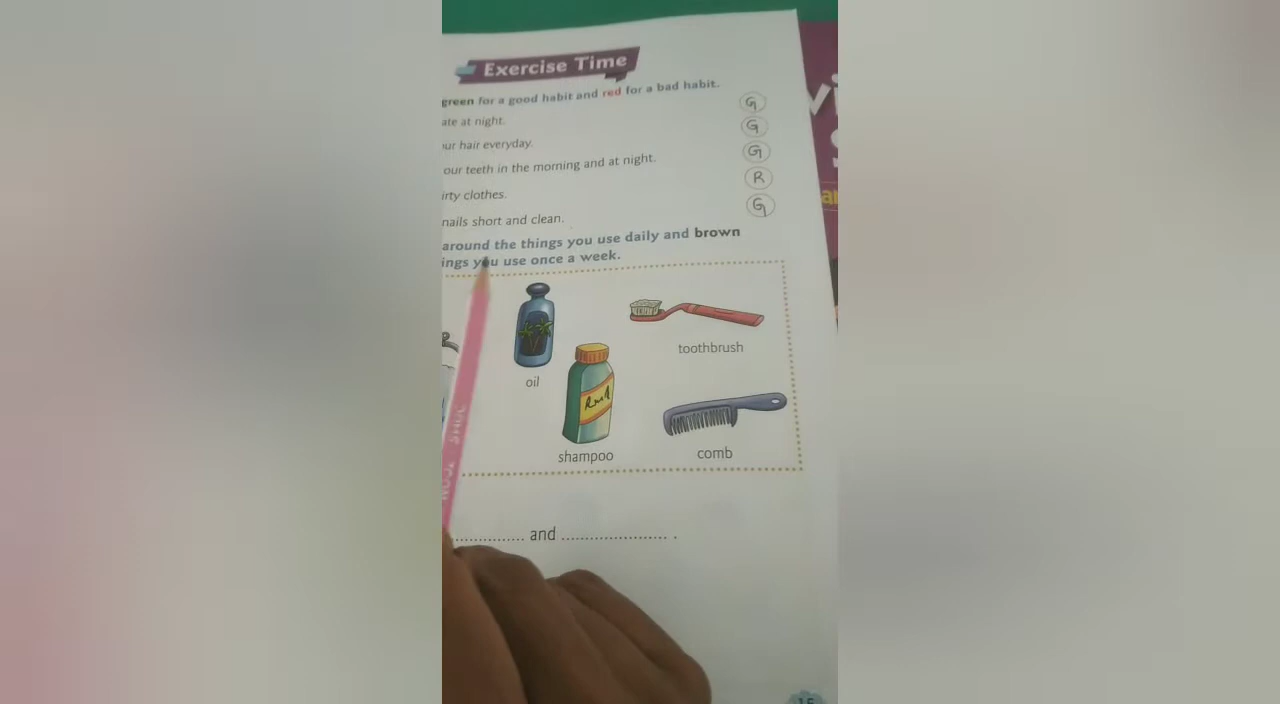 Exercise Time
green for a good habit and red for a bad habit.
ate at night. G
ur hair everyday. G
our teeth in the morning and at night. G
irty clothes. R
nails short and clean. G
around the things you use daily and brown
ings you use once a week.
oil
toothbrush
shampoo
comb
.............. and ..................... .
15